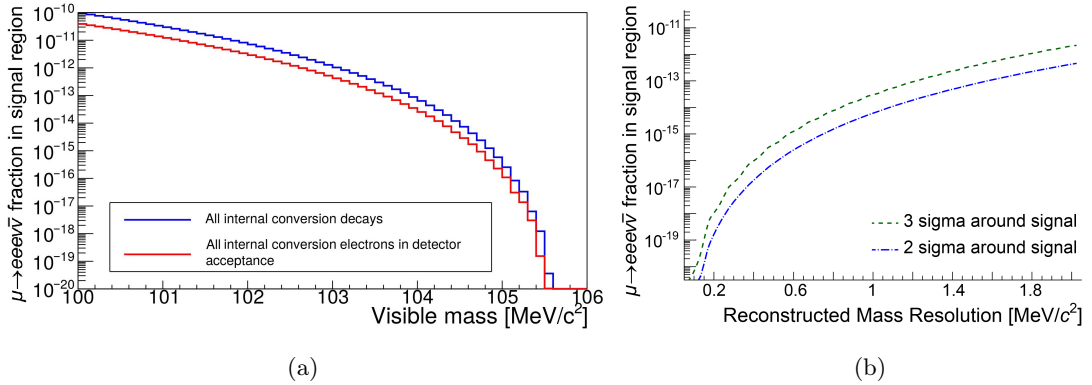 μ→eeeνν̄ fraction in signal region
10⁻¹⁰
10⁻¹¹
10⁻¹²
10⁻¹³
10⁻¹⁴
10⁻¹⁵
10⁻¹⁶
10⁻¹⁷
10⁻¹⁸
10⁻¹⁹
10⁻²⁰
All internal conversion decays
All internal conversion electrons in detector
acceptance
100 101 102 103 104 105 106
Visible mass [MeV/c²]
(a)
μ→eeeνν̄ fraction in signal region
10⁻¹¹
10⁻¹³
10⁻¹⁵
10⁻¹⁷
10⁻¹⁹
3 sigma around signal
2 sigma around signal
0.2 0.6 1 1.4 1.8
Reconstructed Mass Resolution [MeV/c²]
(b)